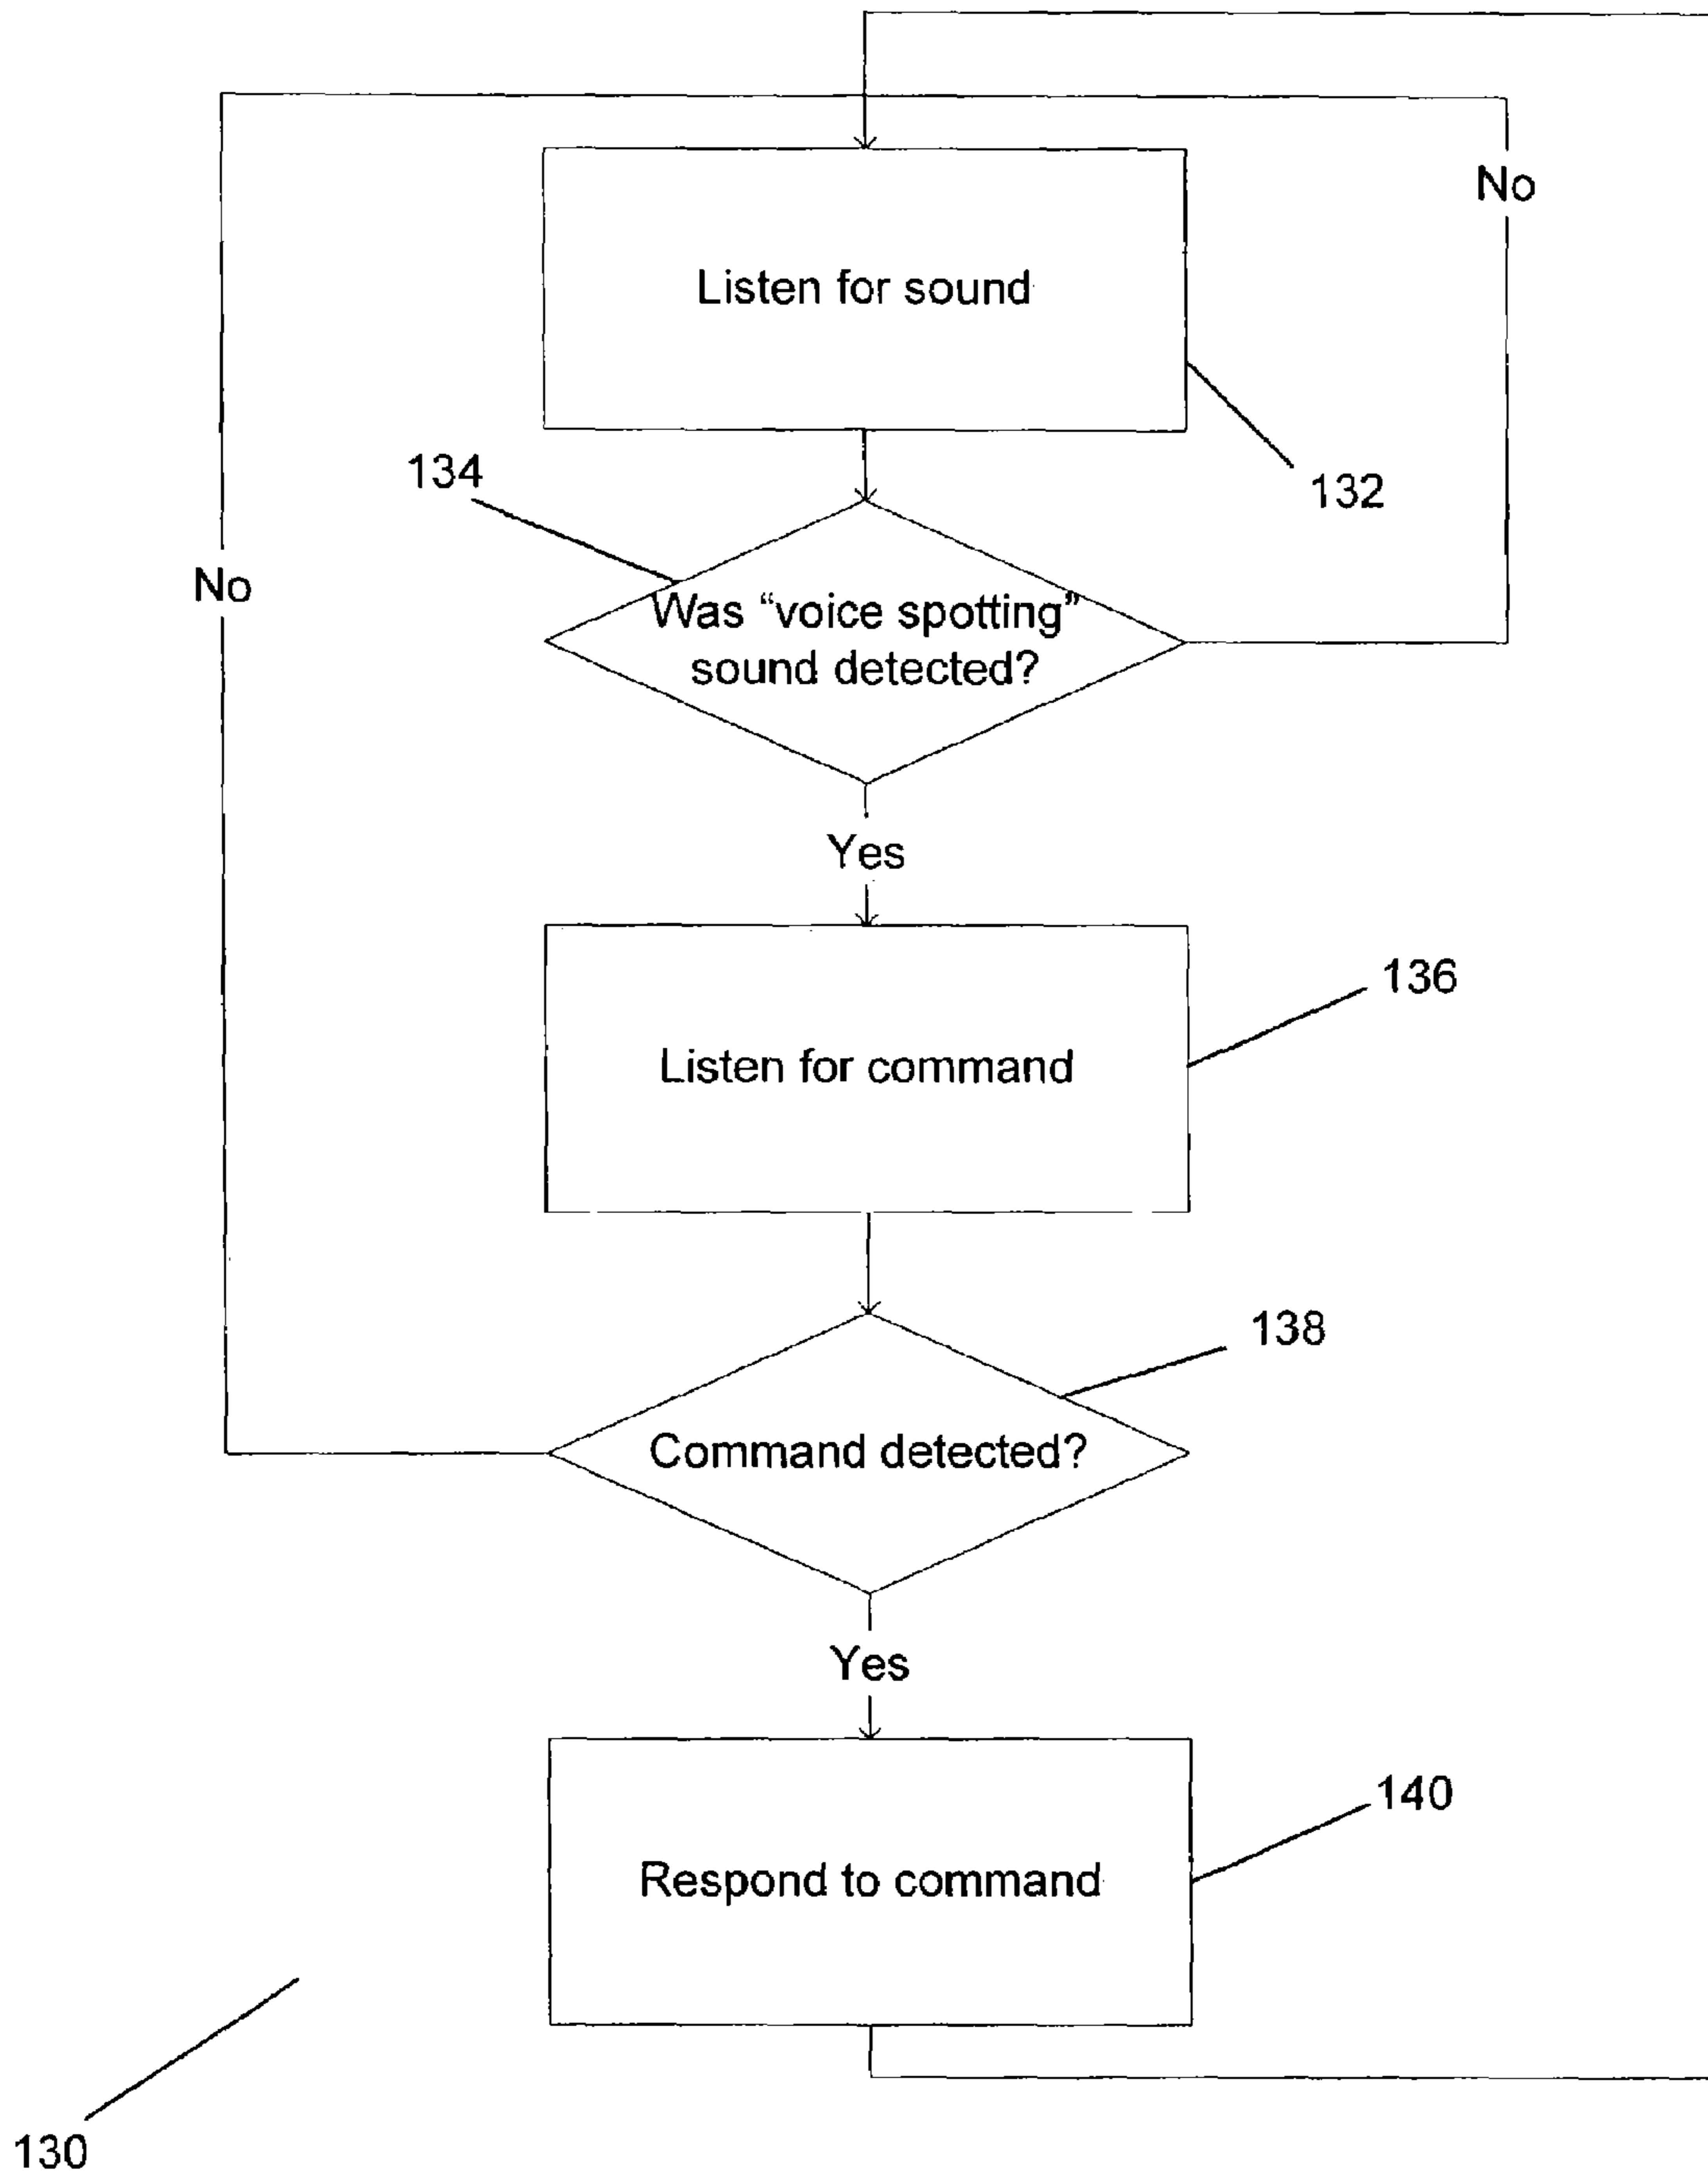 No
Listen for sound
132
134
No
Was “voice spotting”
sound detected?
Yes
136
Listen for command
138
Command detected?
Yes
140
Respond to command
130